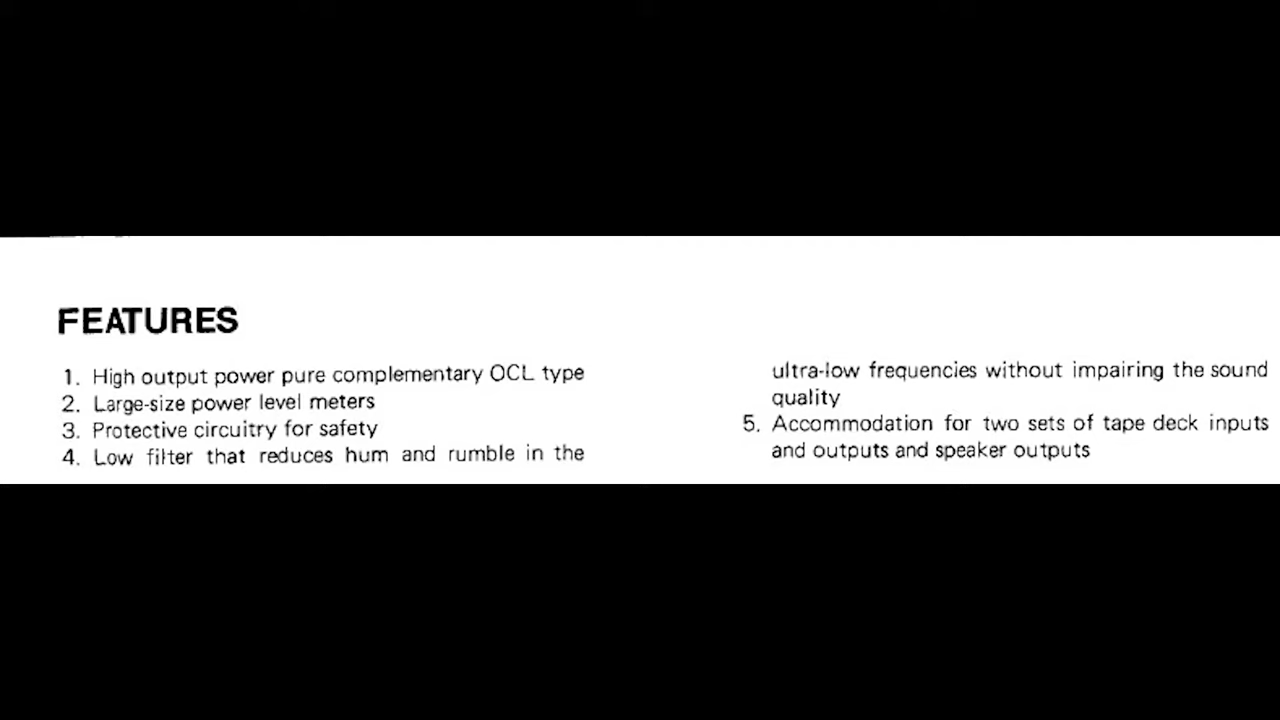 FEATURES
1. High output power pure complementary OCL type
2. Large-size power level meters
3. Protective circuitry for safety
4. Low filter that reduces hum and rumble in the
ultra-low frequencies without impairing the sound
quality
5. Accommodation for two sets of tape deck inputs
and outputs and speaker outputs